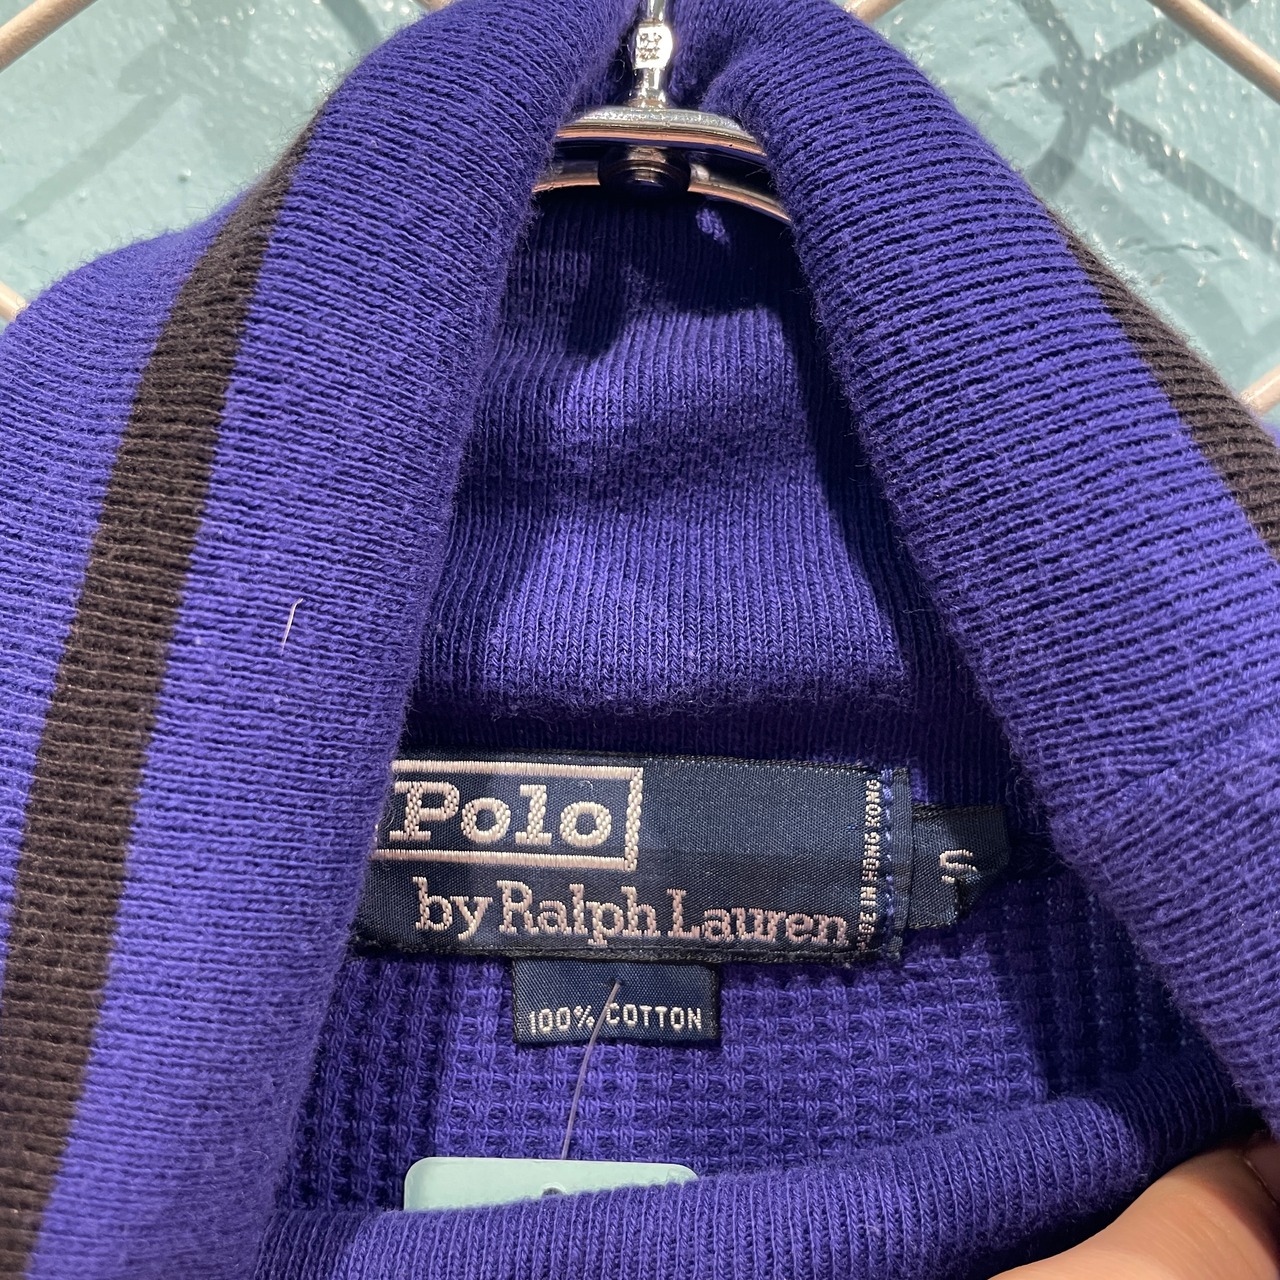 Polo
by Ralph Lauren
MADE IN HONG KONG
S
100% COTTON